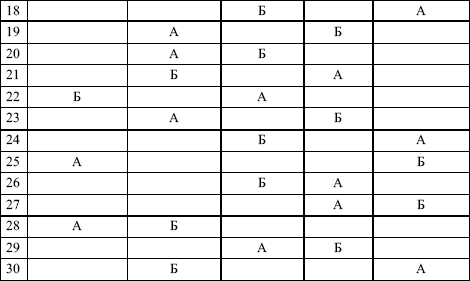 18 Б А
19 А Б
20 А Б
21 Б А
22 Б А
23 А Б
24 Б А
25 А Б
26 Б А
27 А Б
28 А Б
29 А Б
30 Б А